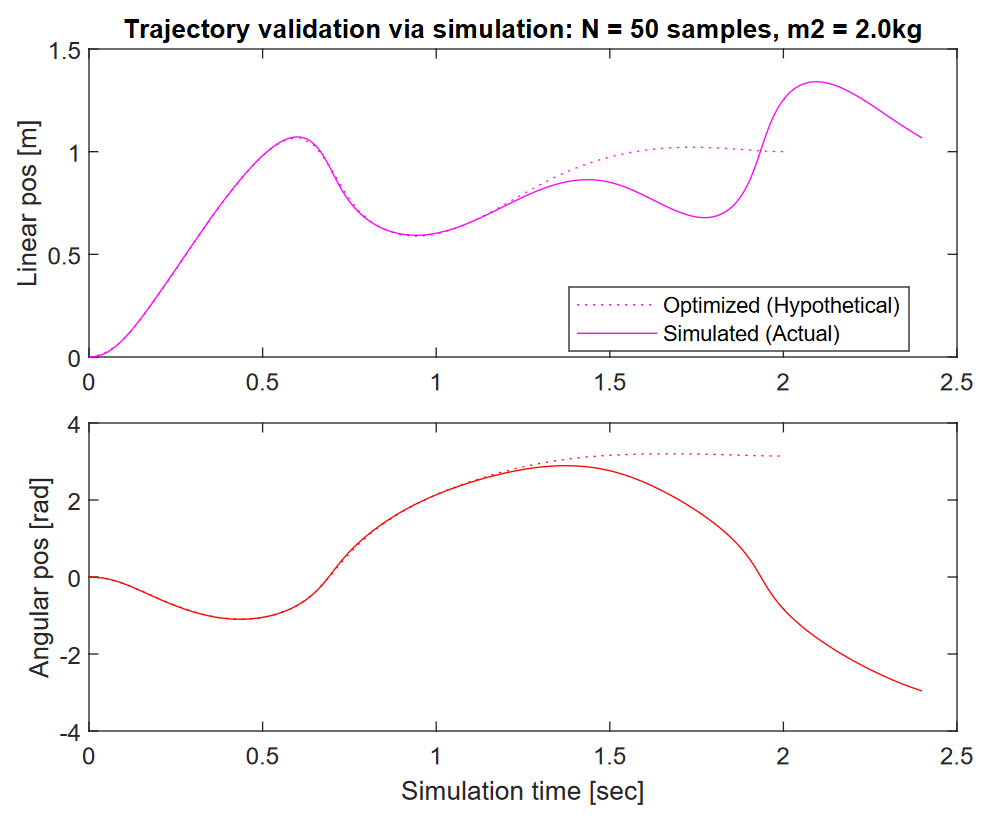 Trajectory validation via simulation: N = 50 samples, m2 = 2.0kg
1.5
1
0.5
0
Linear pos [m]
Optimized (Hypothetical)
Simulated (Actual)
0 0.5 1 1.5 2 2.5
4
2
0
-2
-4
Angular pos [rad]
0 0.5 1 1.5 2 2.5
Simulation time [sec]